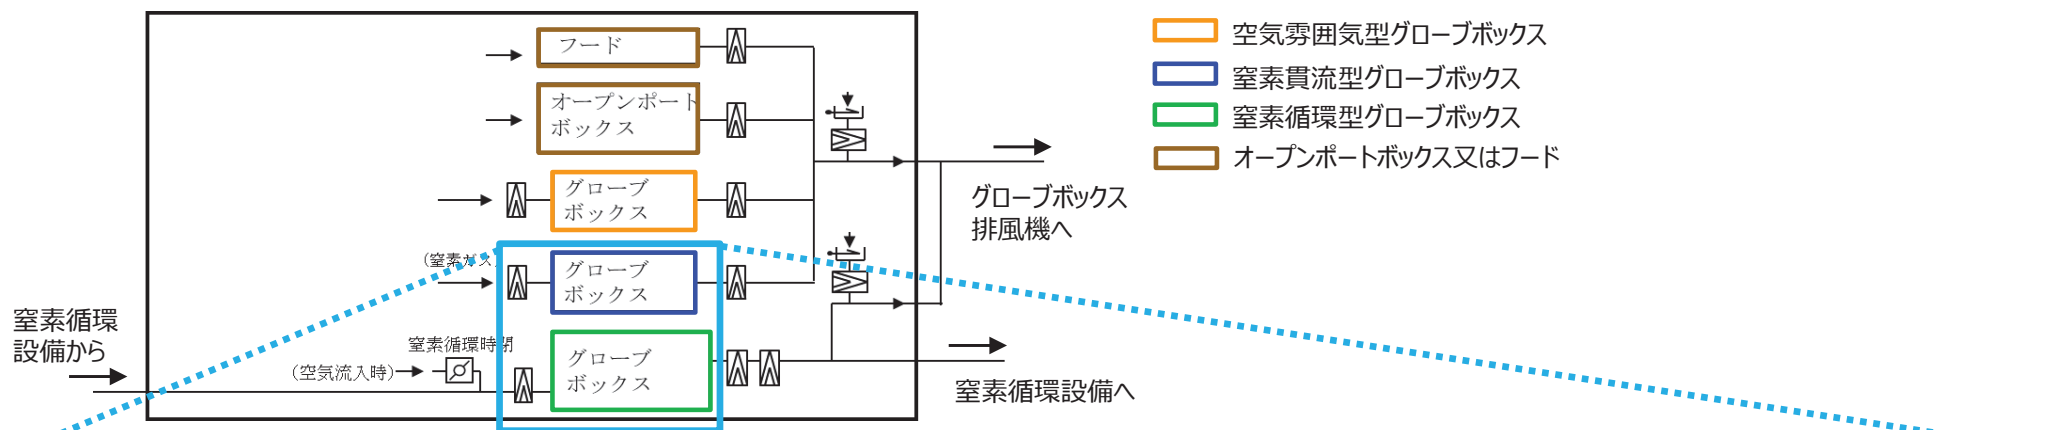 フード
オープンポート
ボックス
グローブ
ボックス
(窒素ガス)
グローブ
ボックス
窒素循環時閉
(空気流入時)
グローブ
ボックス
窒素循環
設備から
グローブボックス
排風機へ
窒素循環設備へ
空気雰囲気型グローブボックス
窒素貫流型グローブボックス
窒素循環型グローブボックス
オープンポートボックス又はフード